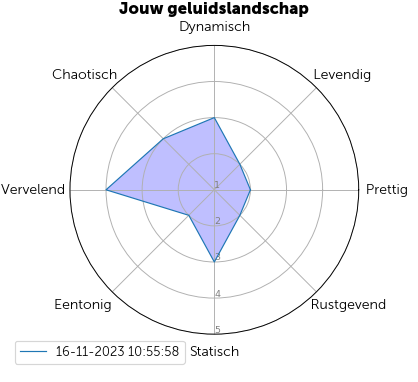 Jouw geluidslandschap
Dynamisch
Chaotisch
Levendig
Vervelend
Prettig
1
2
3
4
5
Eentonig
Rustgevend
Statisch
16-11-2023 10:55:58